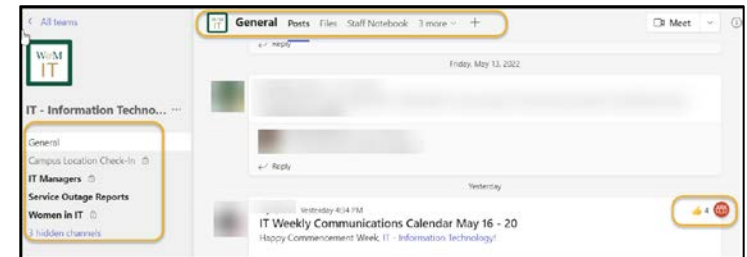 All teams
W&M
IT
IT - Information Techno... ...
General
Campus Location Check-In
IT Managers
Service Outage Reports
Women in IT
3 hidden channels
General Posts Files Staff Notebook 3 more +
Meet
Reply
Friday, May 13, 2022
Reply
Yesterday
Yesterday 4:34 PM
4
IT Weekly Communications Calendar May 16 - 20
Happy Commencement Week, IT - Information Technology!